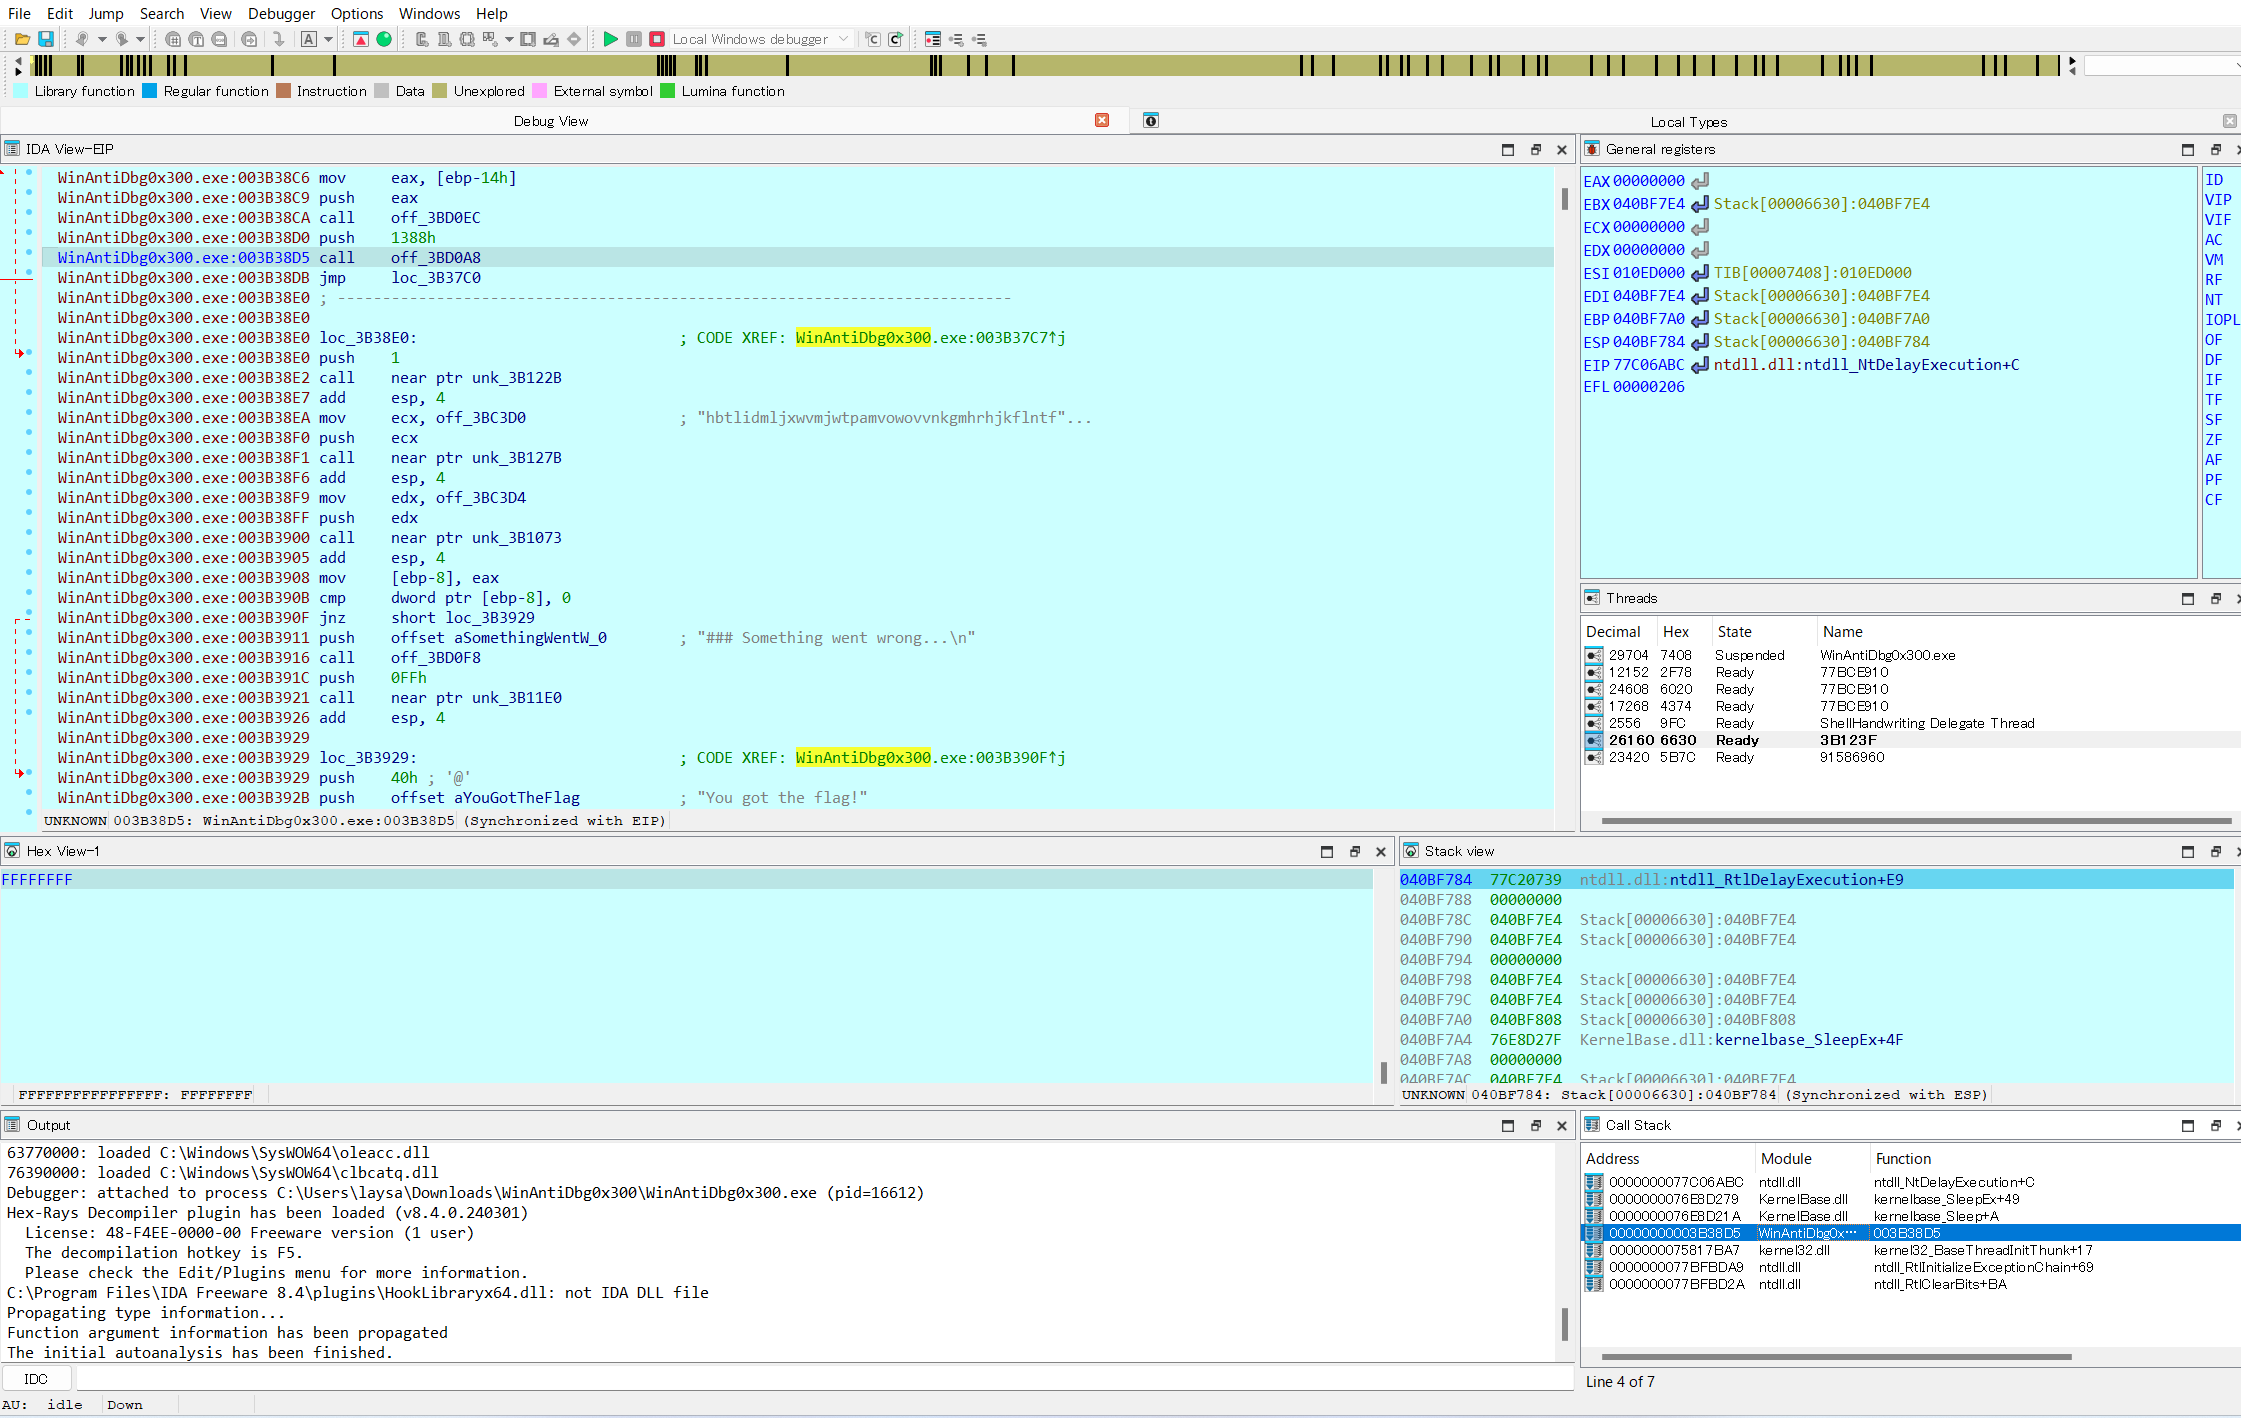 File Edit Jump Search View Debugger Options Windows Help
Local Windows debugger
Library function Regular function Instruction Data Unexplored External symbol Lumina function
Debug View Local Types
IDA View-EIP
WinAntiDbg0x300.exe:003B38C6 mov eax, [ebp-14h]
WinAntiDbg0x300.exe:003B38C9 push eax
WinAntiDbg0x300.exe:003B38CA call off_3BD0EC
WinAntiDbg0x300.exe:003B38D0 push 1388h
WinAntiDbg0x300.exe:003B38D5 call off_3BD0A8
WinAntiDbg0x300.exe:003B38DB jmp loc_3B37C0
WinAntiDbg0x300.exe:003B38E0 ; ---------------------------------------------------------------------------
WinAntiDbg0x300.exe:003B38E0
WinAntiDbg0x300.exe:003B38E0 loc_3B38E0: ; CODE XREF: WinAntiDbg0x300.exe:003B37C7↑j
WinAntiDbg0x300.exe:003B38E0 push 1
WinAntiDbg0x300.exe:003B38E2 call near ptr unk_3B122B
WinAntiDbg0x300.exe:003B38E7 add esp, 4
WinAntiDbg0x300.exe:003B38EA mov ecx, off_3BC3D0 ; "hbtlidmljxwvmjwtpamvowovvnkgmhrhjkflntf"...
WinAntiDbg0x300.exe:003B38F0 push ecx
WinAntiDbg0x300.exe:003B38F1 call near ptr unk_3B127B
WinAntiDbg0x300.exe:003B38F6 add esp, 4
WinAntiDbg0x300.exe:003B38F9 mov edx, off_3BC3D4
WinAntiDbg0x300.exe:003B38FF push edx
WinAntiDbg0x300.exe:003B3900 call near ptr unk_3B1073
WinAntiDbg0x300.exe:003B3905 add esp, 4
WinAntiDbg0x300.exe:003B3908 mov [ebp-8], eax
WinAntiDbg0x300.exe:003B390B cmp dword ptr [ebp-8], 0
WinAntiDbg0x300.exe:003B390F jnz short loc_3B3929
WinAntiDbg0x300.exe:003B3911 push offset aSomethingWentW_0 ; "### Something went wrong...\n"
WinAntiDbg0x300.exe:003B3916 call off_3BD0F8
WinAntiDbg0x300.exe:003B391C push 0FFh
WinAntiDbg0x300.exe:003B3921 call near ptr unk_3B11E0
WinAntiDbg0x300.exe:003B3926 add esp, 4
WinAntiDbg0x300.exe:003B3929
WinAntiDbg0x300.exe:003B3929 loc_3B3929: ; CODE XREF: WinAntiDbg0x300.exe:003B390F↑j
WinAntiDbg0x300.exe:003B3929 push 40h ; '@'
WinAntiDbg0x300.exe:003B392B push offset aYouGotTheFlag ; "You got the flag!"
UNKNOWN 003B38D5: WinAntiDbg0x300.exe:003B38D5 (Synchronized with EIP)
General registers
EAX 00000000
EBX 040BF7E4 Stack[00006630]:040BF7E4
ECX 00000000
EDX 00000000
ESI 010ED000 TIB[00007408]:010ED000
EDI 040BF7E4 Stack[00006630]:040BF7E4
EBP 040BF7A0 Stack[00006630]:040BF7A0
ESP 040BF784 Stack[00006630]:040BF784
EIP 77C06ABC ntdll.dll:ntdll_NtDelayExecution+C
EFL 00000206
ID
VIP
VIF
AC
VM
RF
NT
IOPL
OF
DF
IF
TF
SF
ZF
AF
PF
CF
Threads
Decimal Hex State Name
29704 7408 Suspended WinAntiDbg0x300.exe
12152 2F78 Ready 77BCE910
24608 6020 Ready 77BCE910
17268 4374 Ready 77BCE910
2556 9FC Ready ShellHandwriting Delegate Thread
26160 6630 Ready 3B123F
23420 5B7C Ready 91586960
Hex View-1
FFFFFFFF
FFFFFFFFFFFFFFFF: FFFFFFFF
Stack view
040BF784 77C20739 ntdll.dll:ntdll_RtlDelayExecution+E9
040BF788 00000000
040BF78C 040BF7E4 Stack[00006630]:040BF7E4
040BF790 040BF7E4 Stack[00006630]:040BF7E4
040BF794 00000000
040BF798 040BF7E4 Stack[00006630]:040BF7E4
040BF79C 040BF7E4 Stack[00006630]:040BF7E4
040BF7A0 040BF808 Stack[00006630]:040BF808
040BF7A4 76E8D27F KernelBase.dll:kernelbase_SleepEx+4F
040BF7A8 00000000
040BF7AC 040BF7E4 Stack[00006630]:040BF7E4
UNKNOWN 040BF784: Stack[00006630]:040BF784 (Synchronized with ESP)
Output
63770000: loaded C:\Windows\SysWOW64\oleacc.dll
76390000: loaded C:\Windows\SysWOW64\clbcatq.dll
Debugger: attached to process C:\Users\laysa\Downloads\WinAntiDbg0x300\WinAntiDbg0x300.exe (pid=16612)
Hex-Rays Decompiler plugin has been loaded (v8.4.0.240301)
License: 48-F4EE-0000-00 Freeware version (1 user)
The decompilation hotkey is F5.
Please check the Edit/Plugins menu for more information.
C:\Program Files\IDA Freeware 8.4\plugins\HookLibraryx64.dll: not IDA DLL file
Propagating type information...
Function argument information has been propagated
The initial autoanalysis has been finished.
IDC
AU: idle Down
Call Stack
Address Module Function
0000000077C06ABC ntdll.dll ntdll_NtDelayExecution+C
0000000076E8D279 KernelBase.dll kernelbase_SleepEx+49
0000000076E8D21A KernelBase.dll kernelbase_Sleep+A
00000000003B38D5 WinAntiDbg0x… 003B38D5
0000000075817BA7 kernel32.dll kernel32_BaseThreadInitThunk+17
0000000077BFBDA9 ntdll.dll ntdll_RtlInitializeExceptionChain+69
0000000077BFBD2A ntdll.dll ntdll_RtlClearBits+BA
Line 4 of 7